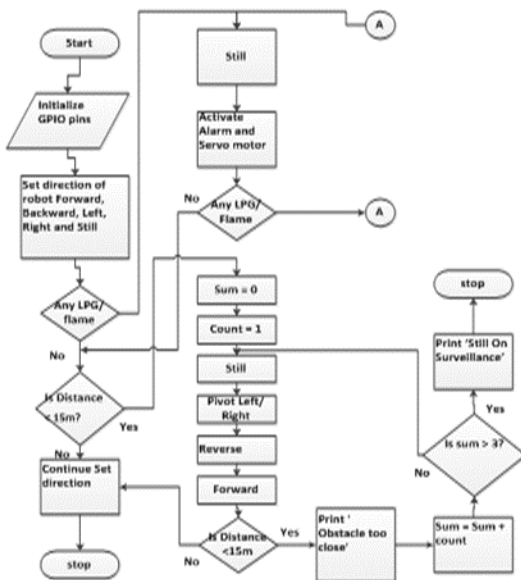 Start
Initialize
GPIO pins
Set direction of
robot Forward,
Backward, Left,
Right and Still
Any LPG/
flame
No
Is Distance
< 15m?
Yes
No
Continue Set
direction
stop
A
Still
Activate
Alarm and
Servo motor
No
Any LPG/
Flame
A
Sum = 0
Count = 1
Still
Pivot Left/
Right
Reverse
Forward
Is Distance
<15m
No
Yes
Print '
Obstacle too
close'
Sum = Sum +
count
Is sum > 3?
No
Yes
Print 'Still On
Surveillance'
stop